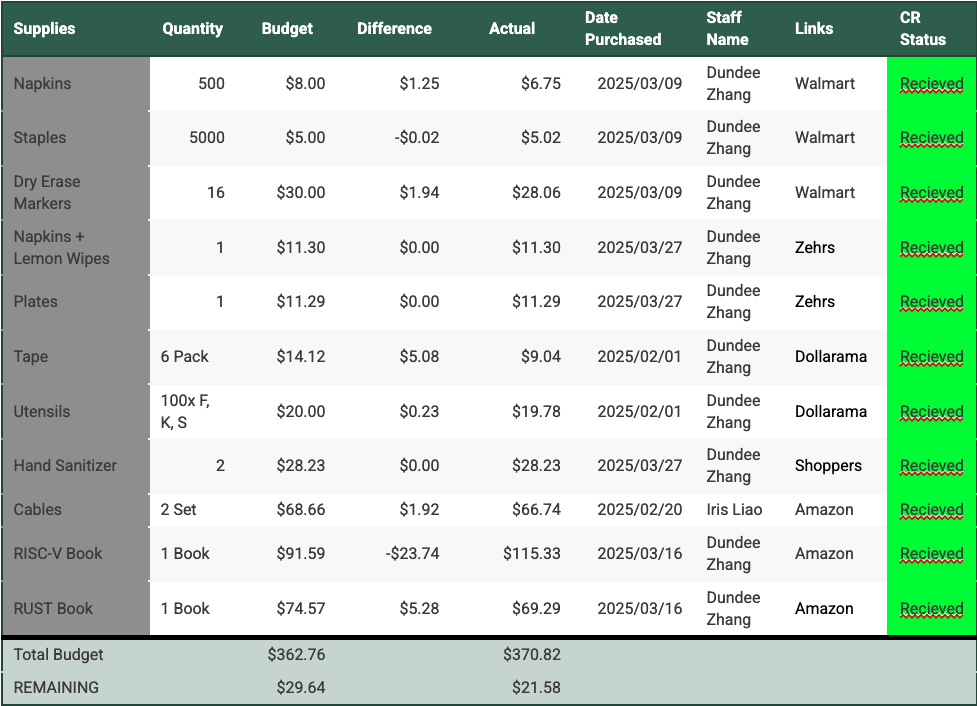 Supplies Quantity Budget Difference Actual Date Purchased Staff Name Links CR Status
Napkins 500 $8.00 $1.25 $6.75 2025/03/09 Dundee Zhang Walmart Recieved
Staples 5000 $5.00 -$0.02 $5.02 2025/03/09 Dundee Zhang Walmart Recieved
Dry Erase Markers 16 $30.00 $1.94 $28.06 2025/03/09 Dundee Zhang Walmart Recieved
Napkins + Lemon Wipes 1 $11.30 $0.00 $11.30 2025/03/27 Dundee Zhang Zehrs Recieved
Plates 1 $11.29 $0.00 $11.29 2025/03/27 Dundee Zhang Zehrs Recieved
Tape 6 Pack $14.12 $5.08 $9.04 2025/02/01 Dundee Zhang Dollarama Recieved
Utensils 100x F, K, S $20.00 $0.23 $19.78 2025/02/01 Dundee Zhang Dollarama Recieved
Hand Sanitizer 2 $28.23 $0.00 $28.23 2025/03/27 Dundee Zhang Shoppers Recieved
Cables 2 Set $68.66 $1.92 $66.74 2025/02/20 Iris Liao Amazon Recieved
RISC-V Book 1 Book $91.59 -$23.74 $115.33 2025/03/16 Dundee Zhang Amazon Recieved
RUST Book 1 Book $74.57 $5.28 $69.29 2025/03/16 Dundee Zhang Amazon Recieved
Total Budget $362.76 $370.82
REMAINING $29.64 $21.58